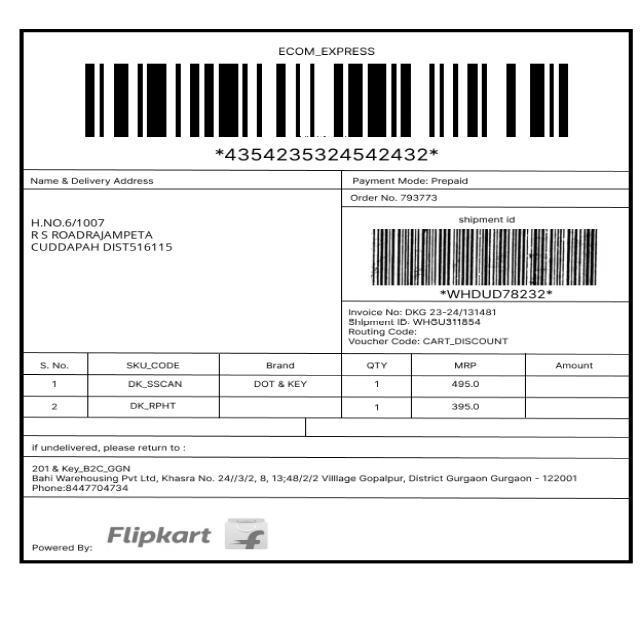 ECOM_EXPRESS
*4354235324542432*
Name & Delivery Address
Payment Mode: Prepaid
Order No. 793773
H.NO.6/1007
R S ROADRAJAMPETA
CUDDAPAH DIST516115
shipment id
*WHDUD78232*
Invoice No: DKG 23-24/131481
Shipment ID: WHGU311854
Routing Code:
Voucher Code: CART_DISCOUNT
S. No. SKU_CODE Brand QTY MRP Amount
1 DK_SSCAN DOT & KEY 1 495.0
2 DK_RPHT 1 395.0
if undelivered, please return to :
201 & Key_B2C_GGN
Bahi Warehousing Pvt Ltd, Khasra No. 24//3/2, 8, 13;48/2/2 Villlage Gopalpur, District Gurgaon Gurgaon - 122001
Phone:8447704734
Powered By: Flipkart